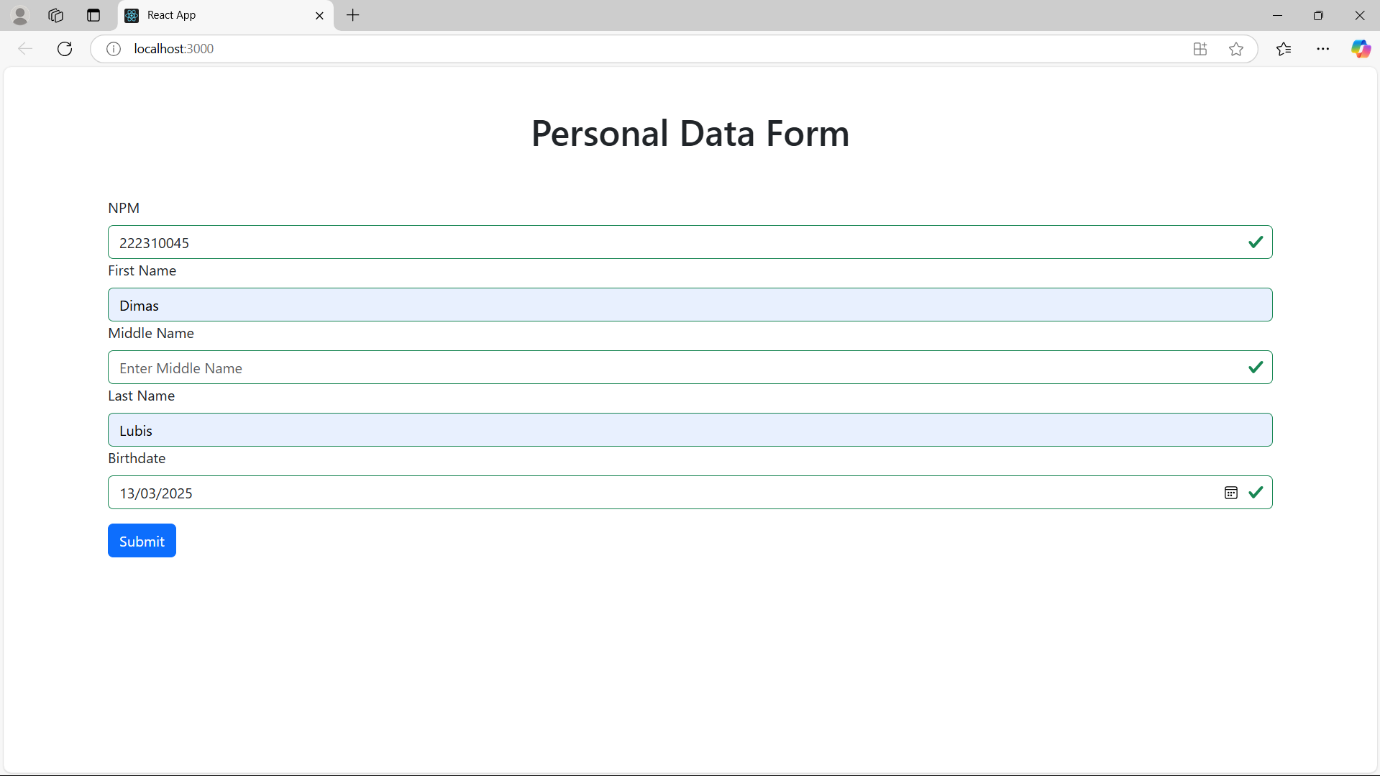 React App
localhost:3000
Personal Data Form
NPM
222310045
First Name
Dimas
Middle Name
Enter Middle Name
Last Name
Lubis
Birthdate
13/03/2025
Submit